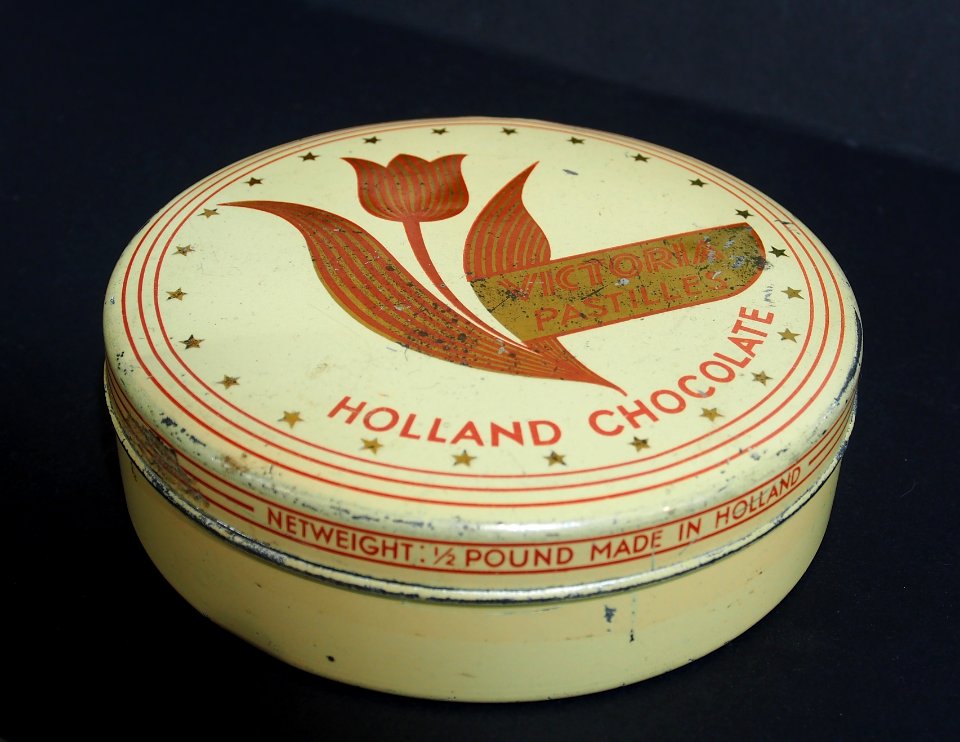 VICTORIA
PASTILLES
HOLLAND CHOCOLATE
NETWEIGHT: ½ POUND MADE IN HOLLAND